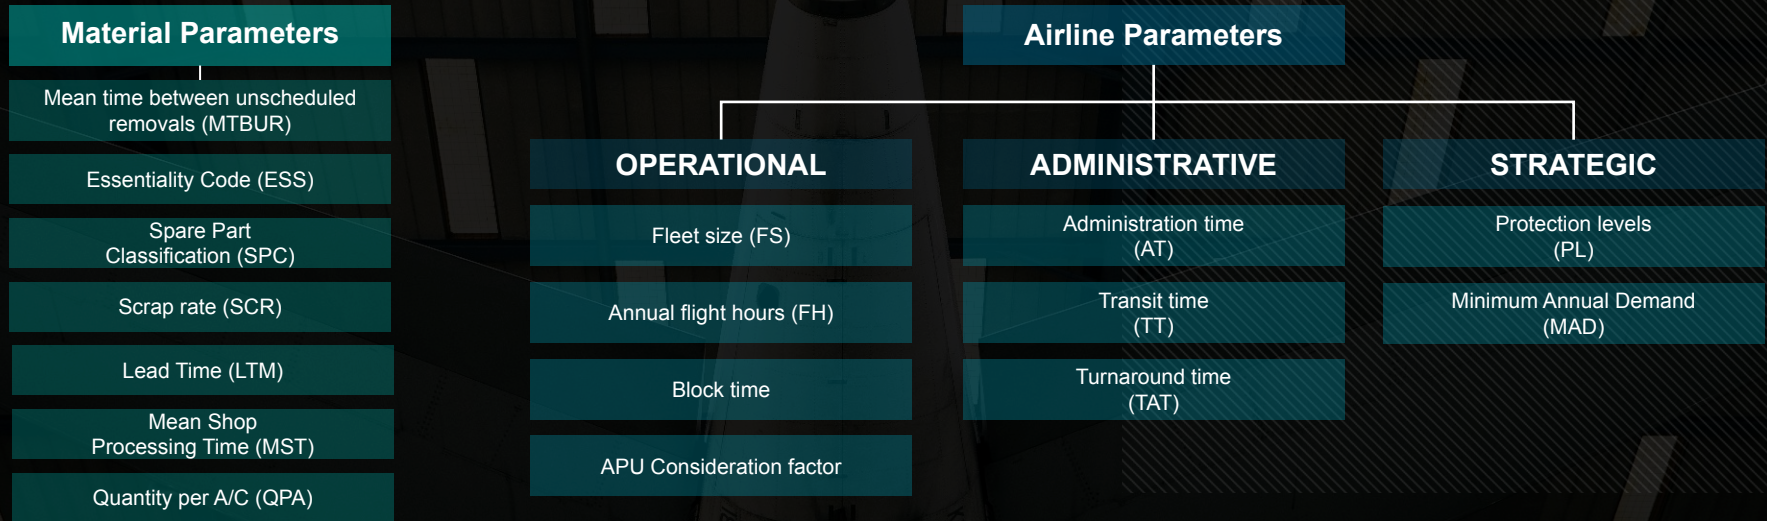 Material Parameters
Mean time between unscheduled
removals (MTBUR)
Essentiality Code (ESS)
Spare Part
Classification (SPC)
Scrap rate (SCR)
Lead Time (LTM)
Mean Shop
Processing Time (MST)
Quantity per A/C (QPA)
Airline Parameters
OPERATIONAL
Fleet size (FS)
Annual flight hours (FH)
Block time
APU Consideration factor
ADMINISTRATIVE
Administration time
(AT)
Transit time
(TT)
Turnaround time
(TAT)
STRATEGIC
Protection levels
(PL)
Minimum Annual Demand
(MAD)